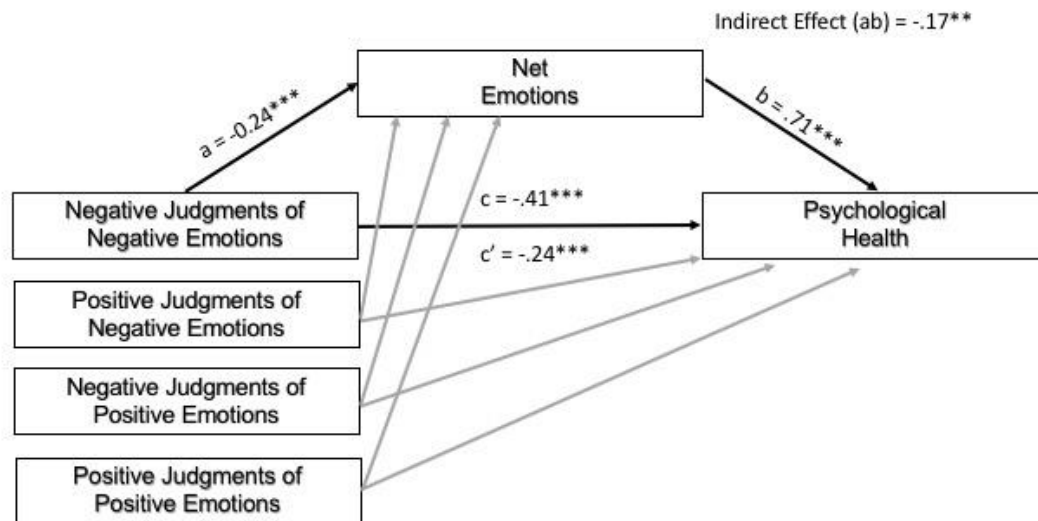 Indirect Effect (ab) = -.17**
Net
Emotions
a = -0.24***
b = .71***
Negative Judgments of
Negative Emotions
c = -.41***
c’ = -.24***
Psychological
Health
Positive Judgments of
Negative Emotions
Negative Judgments of
Positive Emotions
Positive Judgments of
Positive Emotions